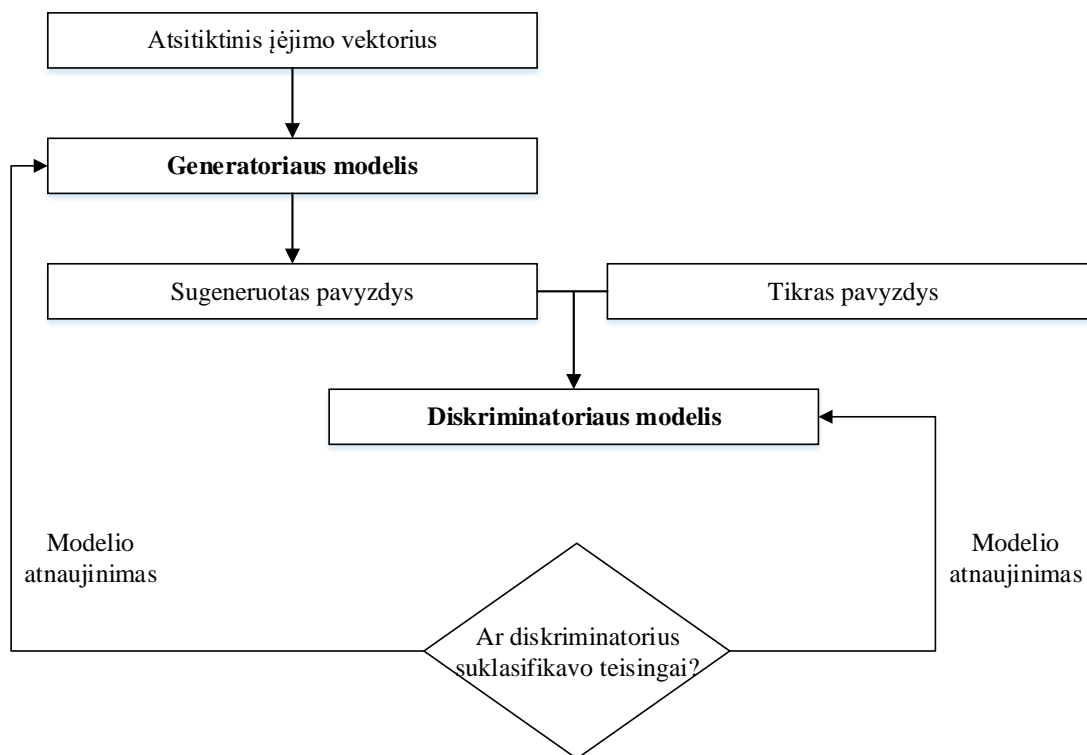 Atsitiktinis įėjimo vektorius
Generatoriaus modelis
Sugeneruotas pavyzdys
Tikras pavyzdys
Diskriminatoriaus modelis
Modelio
atnaujinimas
Modelio
atnaujinimas
Ar diskriminatorius
suklasifikavo teisingai?